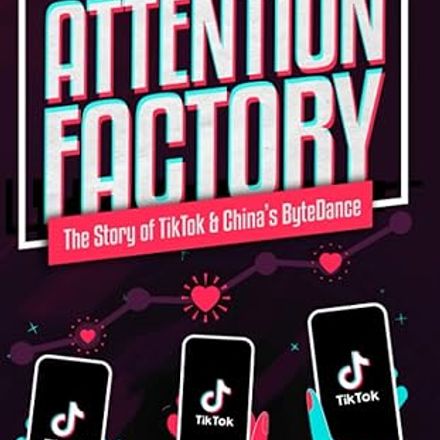 ATTENTION
FACTORY
The Story of TikTok & China's ByteDance
TikTok
TikTok